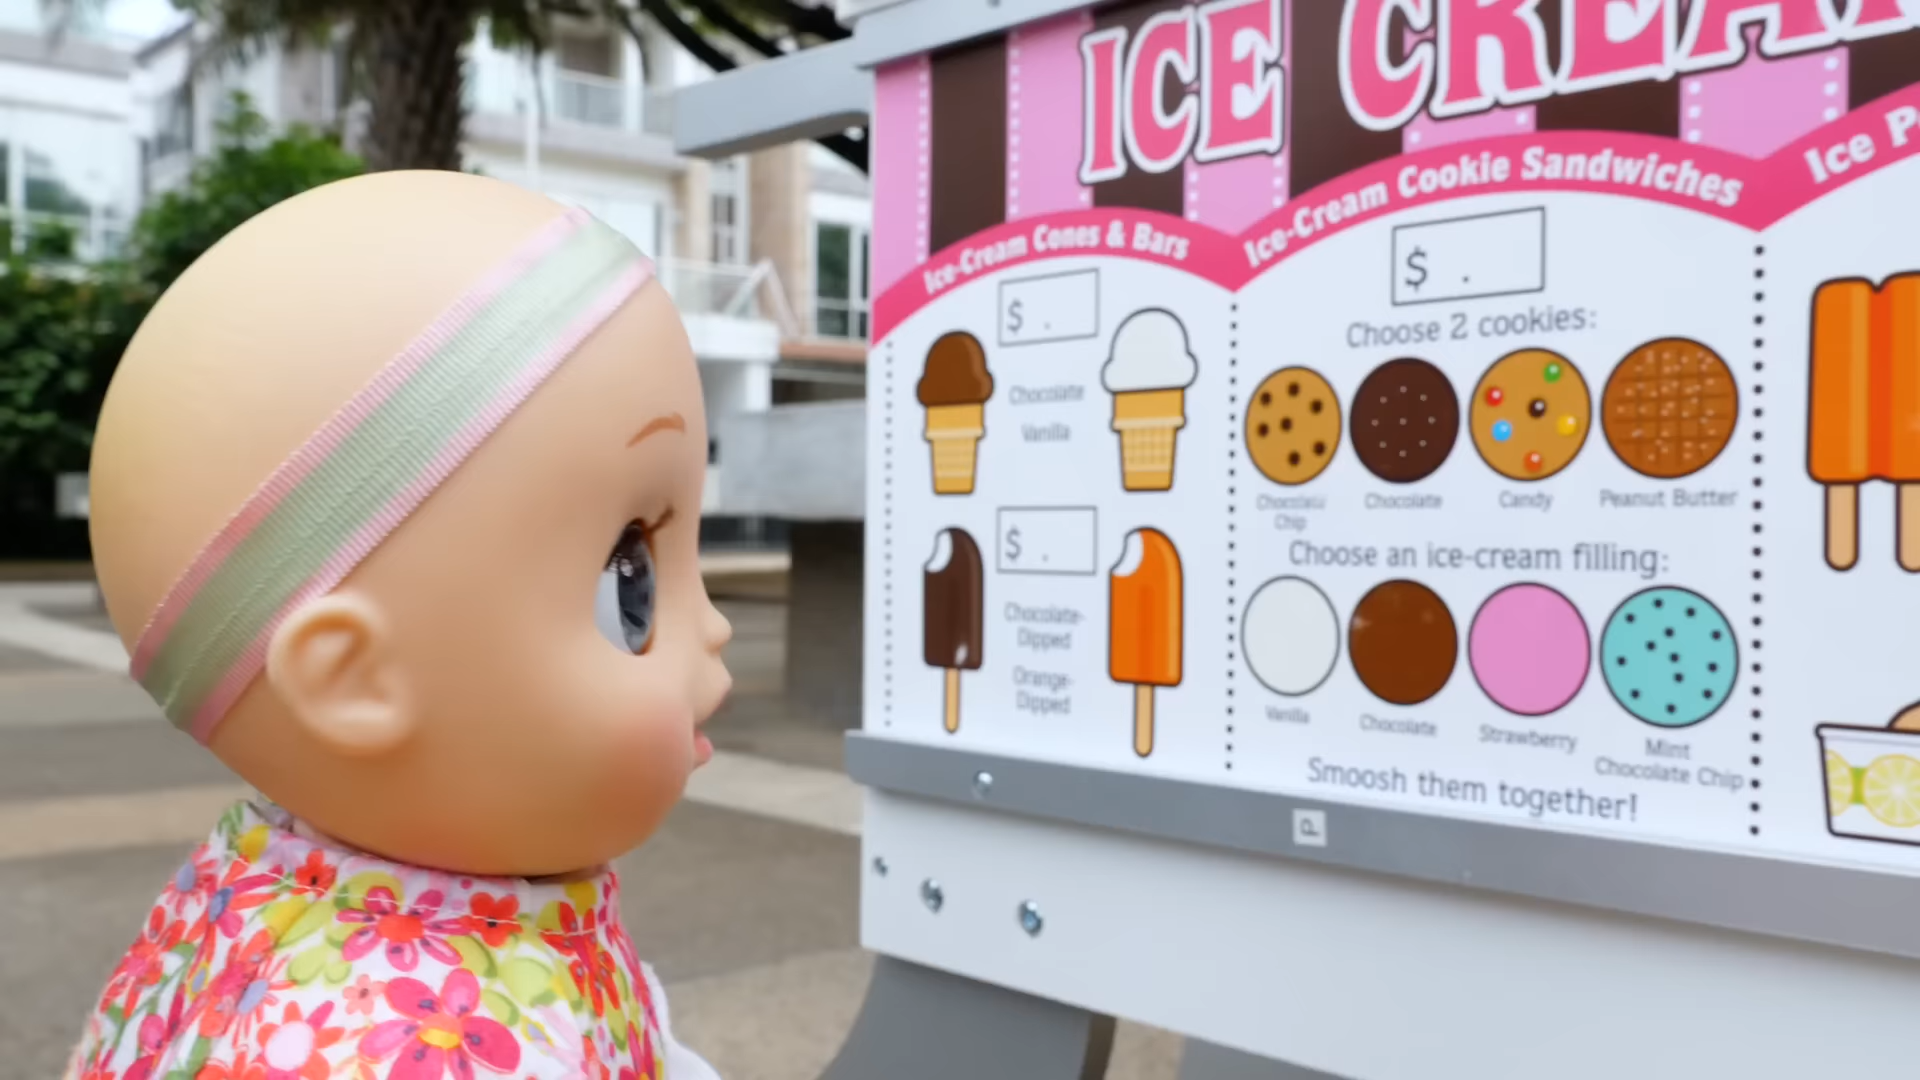 ICE CREA
Ice-Cream Cones & Bars
$ .
Chocolate
Vanilla
$ .
Chocolate-
Dipped
Orange-
Dipped
Ice-Cream Cookie Sandwiches
$ .
Choose 2 cookies:
Chocolate
Chip
Chocolate
Candy
Peanut Butter
Choose an ice-cream filling:
Vanilla
Chocolate
Strawberry
Mint
Chocolate Chip
Smoosh them together!
Ice P
P